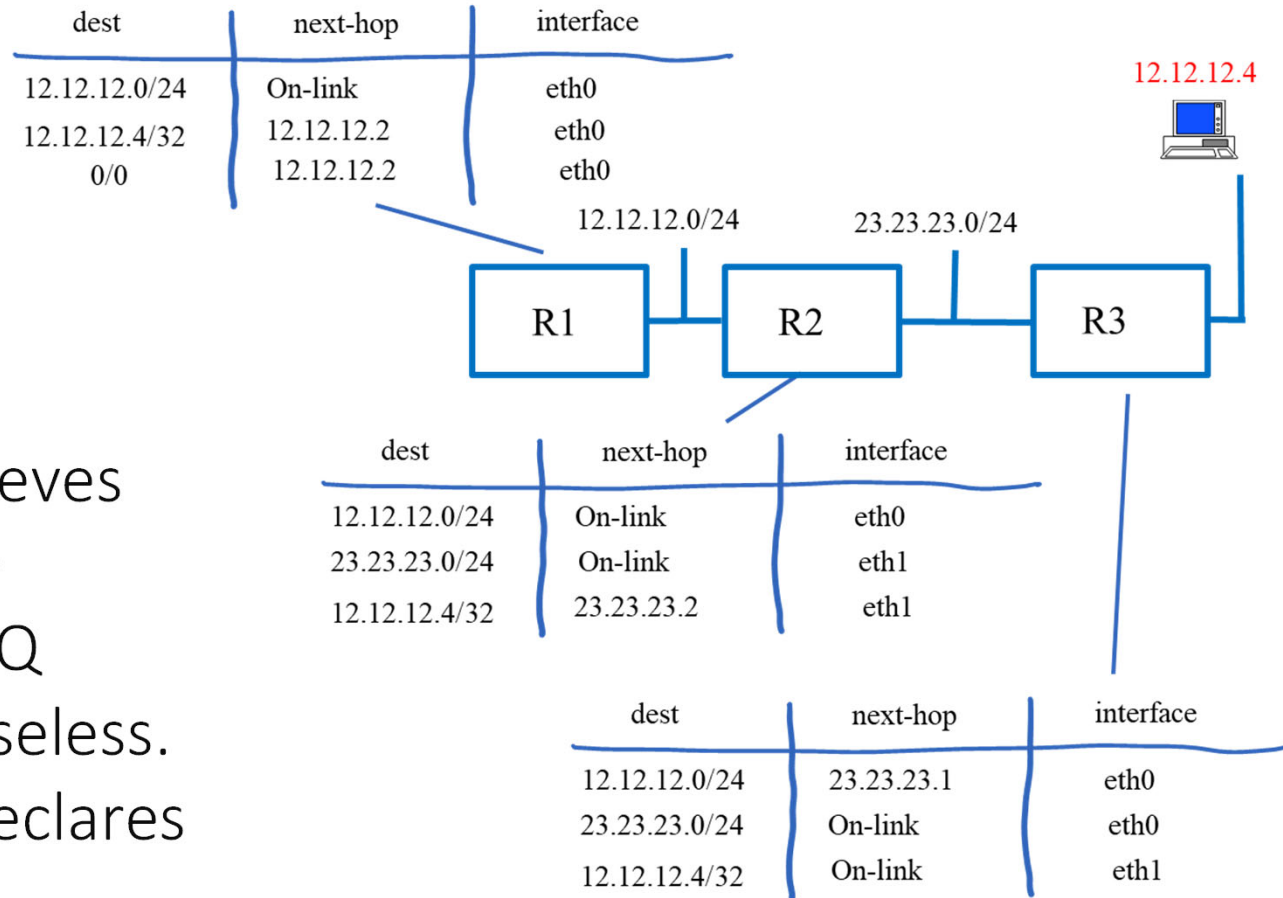 dest next-hop interface
12.12.12.0/24 On-link eth0
12.12.12.4/32 12.12.12.2 eth0
0/0 12.12.12.2 eth0
12.12.12.4
12.12.12.0/24 23.23.23.0/24
R1 R2 R3
eves
Q
seless.
eclares
dest next-hop interface
12.12.12.0/24 On-link eth0
23.23.23.0/24 On-link eth1
12.12.12.4/32 23.23.23.2 eth1
dest next-hop interface
12.12.12.0/24 23.23.23.1 eth0
23.23.23.0/24 On-link eth0
12.12.12.4/32 On-link eth1